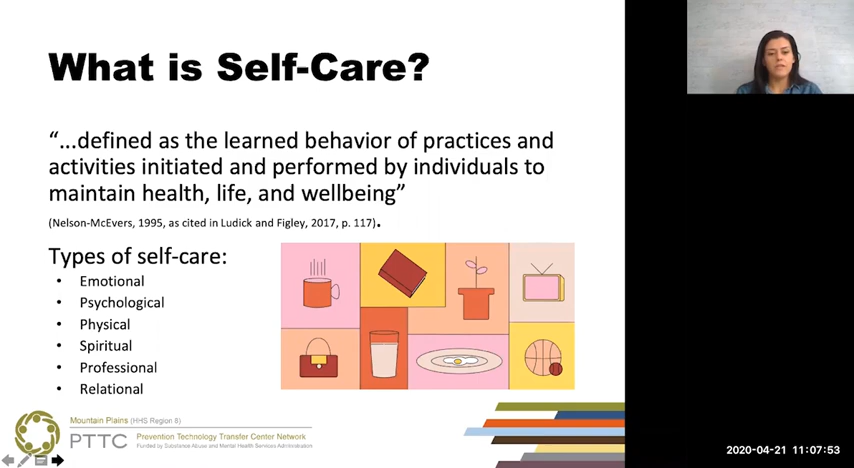 What is Self-Care?
“...defined as the learned behavior of practices and
activities initiated and performed by individuals to
maintain health, life, and wellbeing”
(Nelson-McEvers, 1995, as cited in Ludick and Figley, 2017, p. 117).
Types of self-care:
• Emotional
• Psychological
• Physical
• Spiritual
• Professional
• Relational
Mountain Plains (HHS Region 8)
PTTC Prevention Technology Transfer Center Network
Funded by Substance Abuse and Mental Health Services Administration
2020-04-21 11:07:53